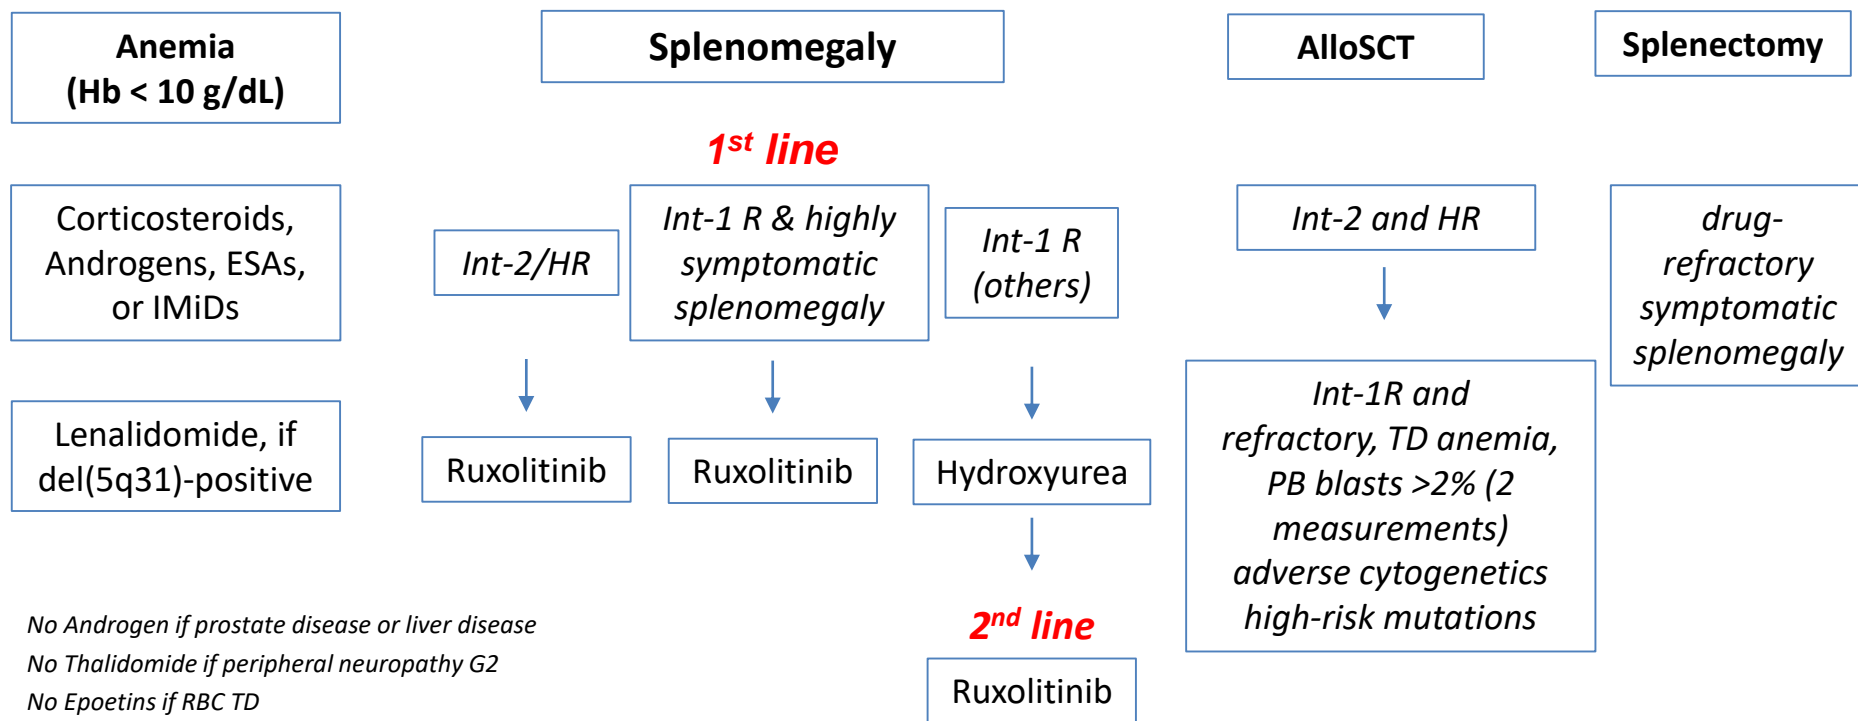 Anemia
(Hb < 10 g/dL)
Splenomegaly
AlloSCT
Splenectomy
1st line
Corticosteroids,
Androgens, ESAs,
or IMiDs
Int-2/HR
Int-1 R & highly
symptomatic
splenomegaly
Int-1 R
(others)
Int-2 and HR
drug-
refractory
symptomatic
splenomegaly
Lenalidomide, if
del(5q31)-positive
Ruxolitinib
Ruxolitinib
Hydroxyurea
Int-1R and
refractory, TD anemia,
PB blasts >2% (2
measurements)
adverse cytogenetics
high-risk mutations
2nd line
Ruxolitinib
No Androgen if prostate disease or liver disease
No Thalidomide if peripheral neuropathy G2
No Epoetins if RBC TD